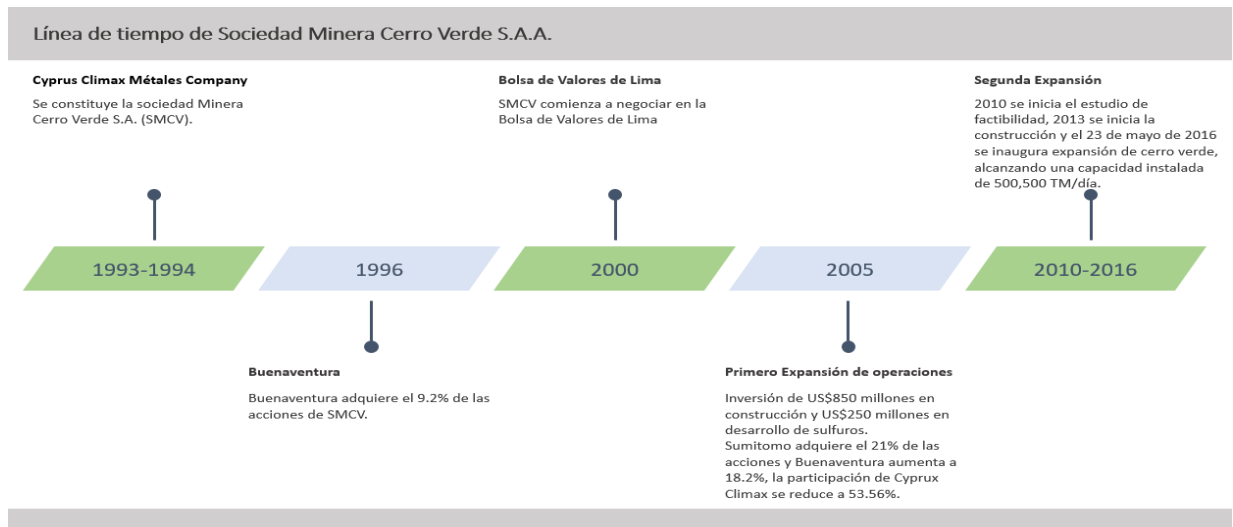 Línea de tiempo de Sociedad Minera Cerro Verde S.A.A.
Cyprus Climax Métales Company
Se constituye la sociedad Minera
Cerro Verde S.A. (SMCV).
Bolsa de Valores de Lima
SMCV comienza a negociar en la
Bolsa de Valores de Lima
Segunda Expansión
2010 se inicia el estudio de
factibilidad, 2013 se inicia la
construcción y el 23 de mayo de 2016
se inaugura expansión de cerro verde,
alcanzando una capacidad instalada
de 500,500 TM/día.
1993-1994
1996
2000
2005
2010-2016
Buenaventura
Buenaventura adquiere el 9.2% de las
acciones de SMCV.
Primero Expansión de operaciones
Inversión de US$850 millones en
construcción y US$250 millones en
desarrollo de sulfuros.
Sumitomo adquiere el 21% de las
acciones y Buenaventura aumenta a
18.2%, la participación de Cyprux
Climax se reduce a 53.56%.